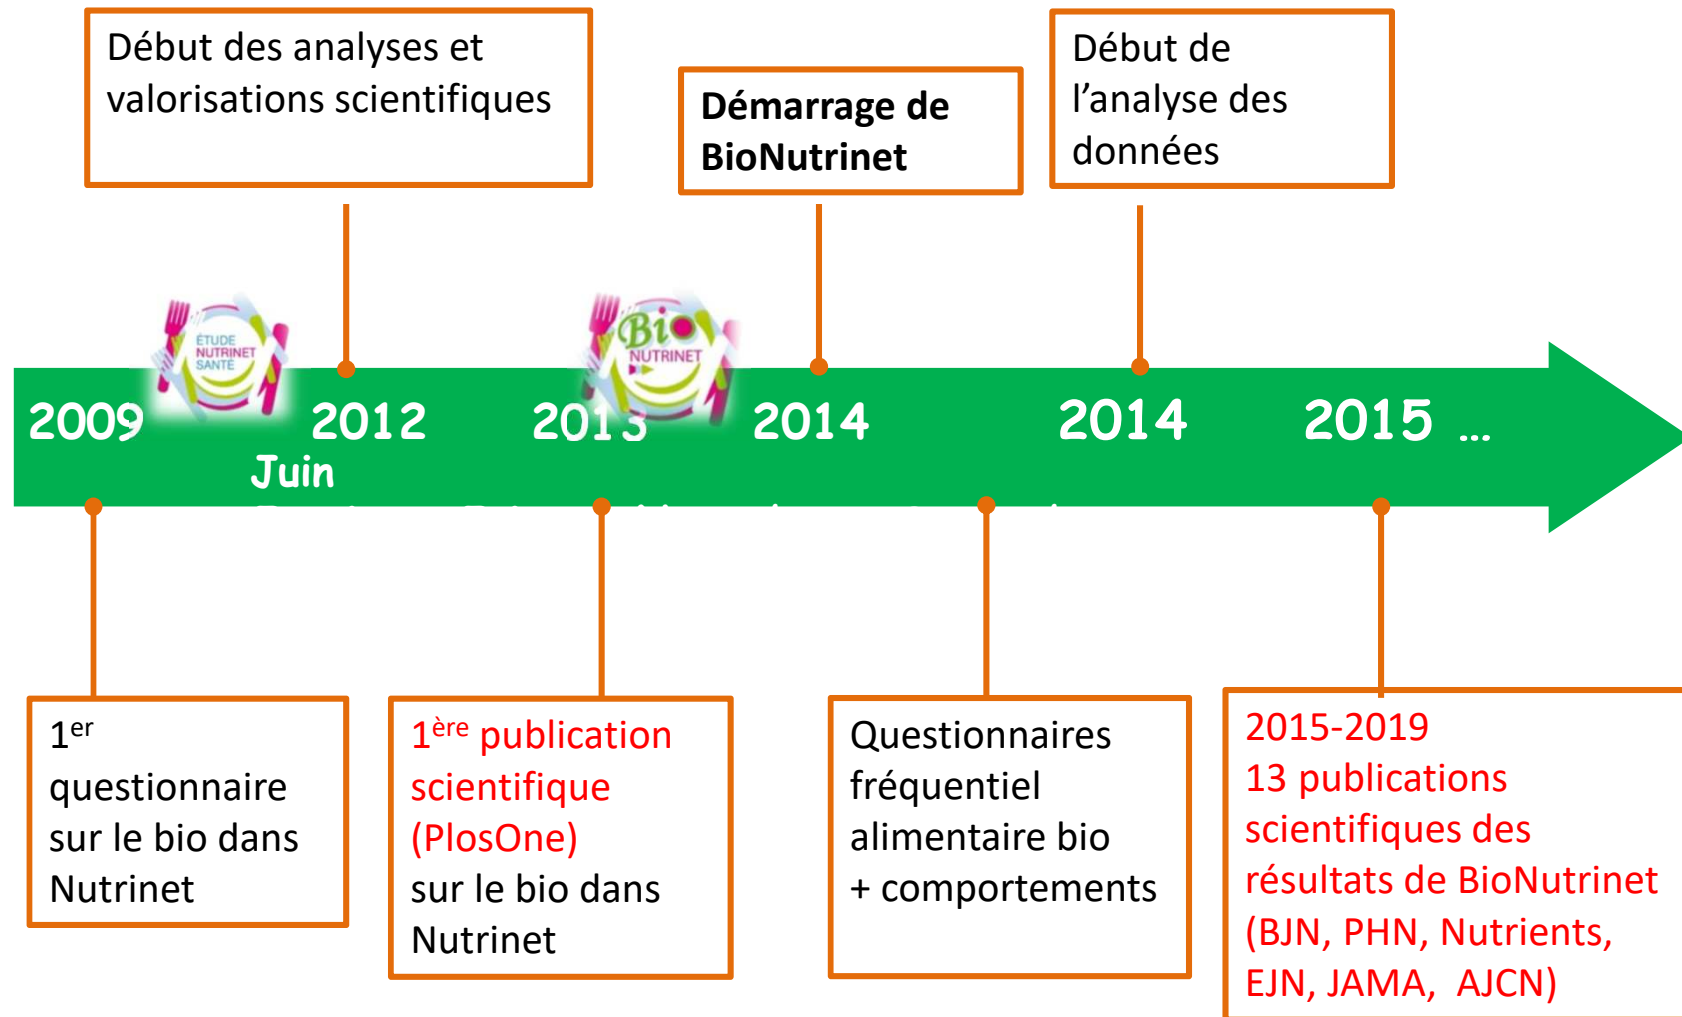 Début des analyses et
valorisations scientifiques
Démarrage de
BioNutrinet
Début de
l’analyse des
données
ÉTUDE
NUTRINET
SANTÉ
Bio
NUTRINET
2009
2012
2013
2014
2014
2015 ...
Juin
1er
questionnaire
sur le bio dans
Nutrinet
1ère publication
scientifique
(PlosOne)
sur le bio dans
Nutrinet
Questionnaires
fréquentiel
alimentaire bio
+ comportements
2015-2019
13 publications
scientifiques des
résultats de BioNutrinet
(BJN, PHN, Nutrients,
EJN, JAMA, AJCN)